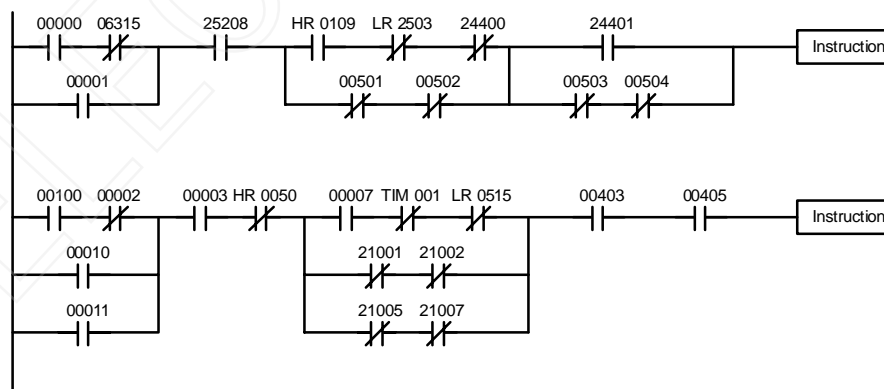 00000 06315 25208 HR 0109 LR 2503 24400 24401
Instruction
00001 00501 00502 00503 00504
00100 00002 00003 HR 0050 00007 TIM 001 LR 0515 00403 00405
Instruction
00010 21001 21002
00011 21005 21007